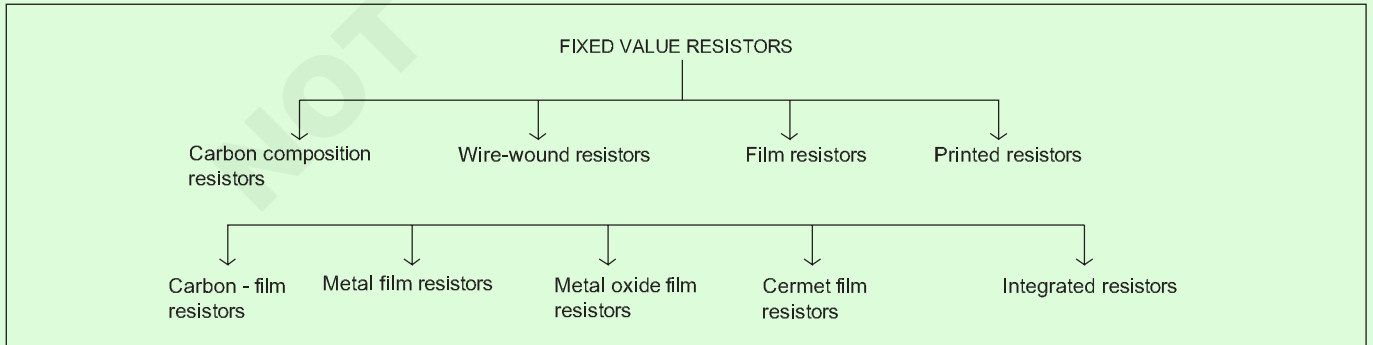 NOT
FIXED VALUE RESISTORS
Carbon composition
resistors
Wire-wound resistors
Film resistors
Printed resistors
Carbon - film
resistors
Metal film resistors
Metal oxide film
resistors
Cermet film
resistors
Integrated resistors